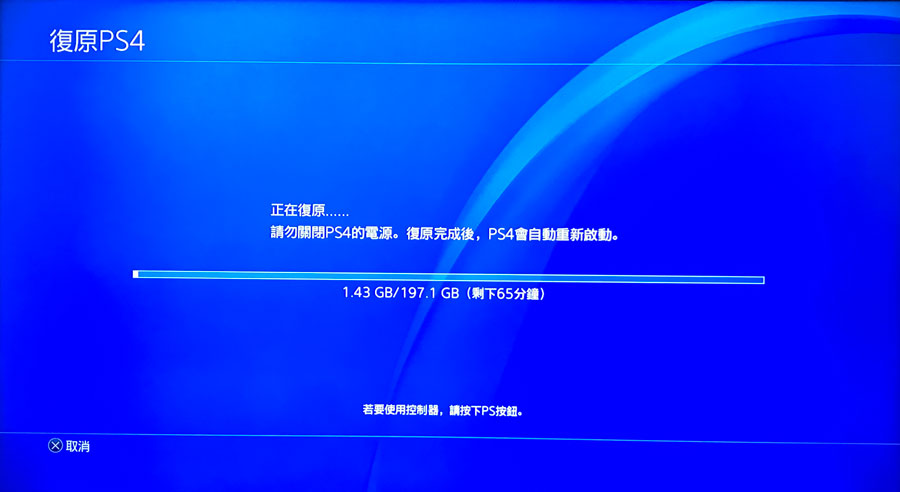 復原PS4
正在復原......
請勿關閉PS4的電源。復原完成後，PS4會自動重新啟動。
1.43 GB/197.1 GB（剩下65分鐘）
若要使用控制器，請按下PS按鈕。
取消